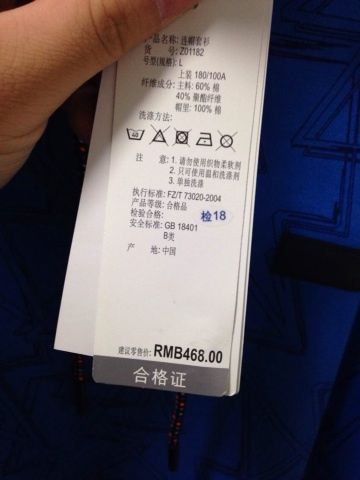 产品名称: 连帽套衫
货 号: Z01182
号型(规格): L
上装 180/100A
纤维成分: 主料: 60% 棉
40% 聚酯纤维
帽里: 100% 棉
洗涤方法:
40
注 意: 1. 请勿使用织物柔软剂
2. 只可使用温和洗涤剂
3. 单独洗涤
执行标准: FZ/T 73020-2004
产品等级: 合格品
检验合格: 检18
安全标准: GB 18401
B类
产 地: 中国
建议零售价: RMB468.00
合格证